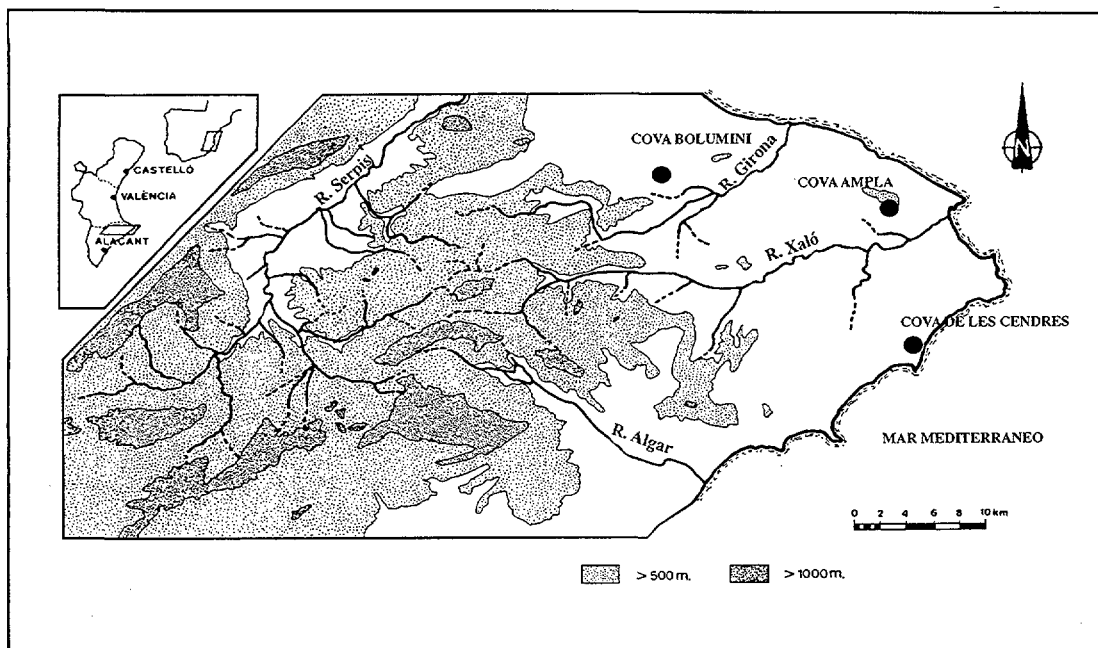 CASTELLÓ
VALÈNCIA
ALACANT
R. Serpis
COVA BOLUMINI
R. Girona
COVA AMPLA
R. Xaló
COVA DE LES CENDRES
R. Algar
MAR MEDITERRANEO
N
0 2 4 6 8 10 km
> 500 m.
> 1000 m.